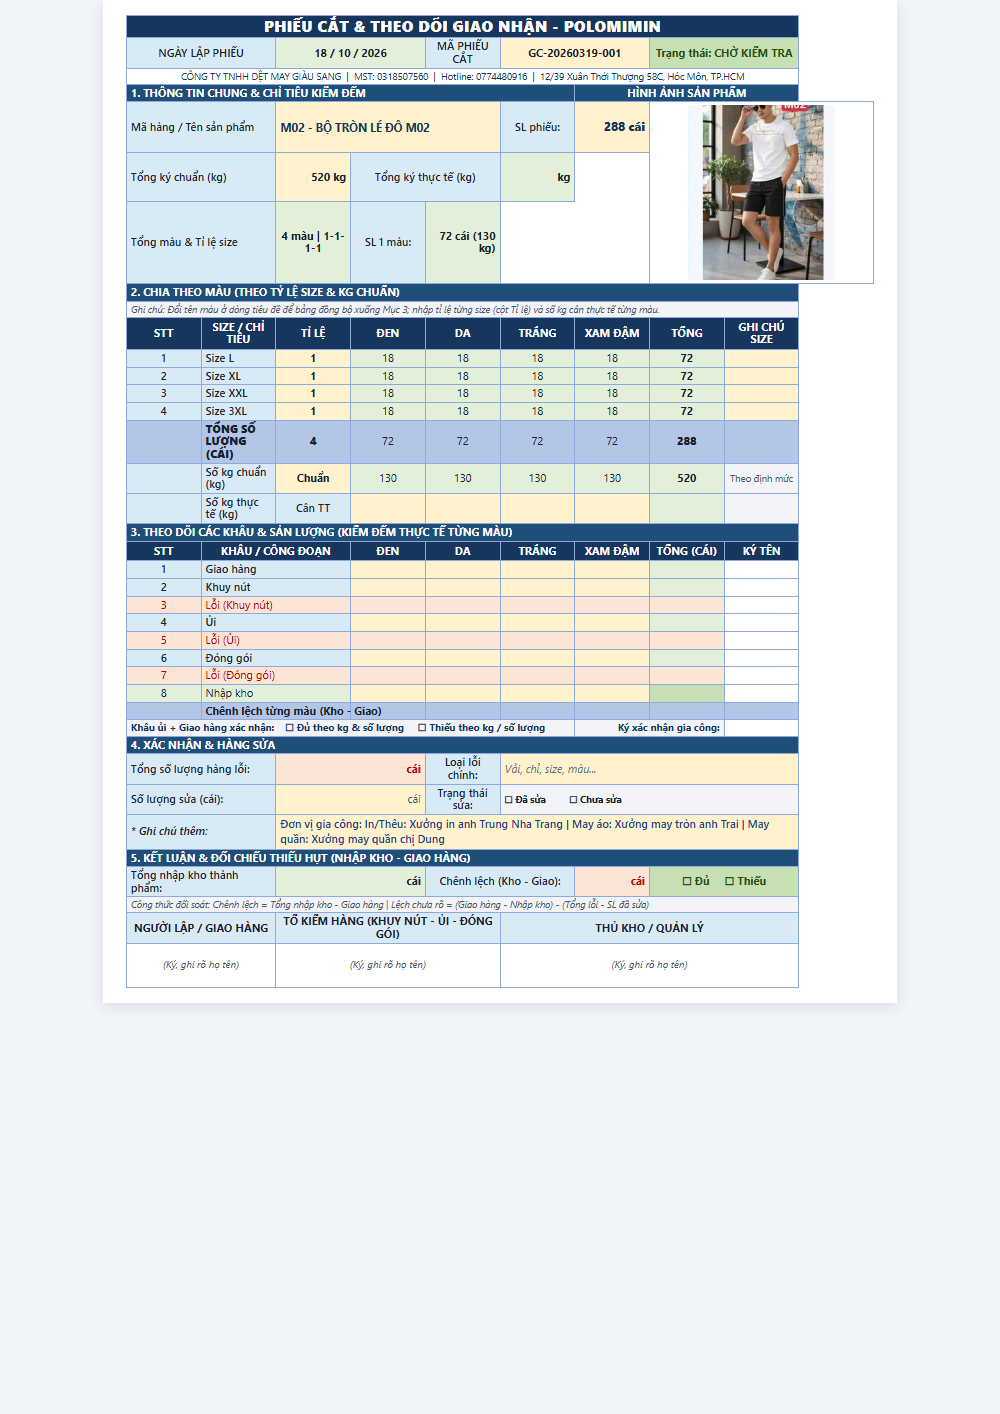 PHIẾU CẮT & THEO DÕI GIAO NHẬN - POLOMIMIN
NGÀY LẬP PHIẾU 18 / 10 / 2026 MÃ PHIẾU CẮT GC-20260319-001 Trạng thái: CHỜ KIỂM TRA
CÔNG TY TNHH DỆT MAY GIÀU SANG | MST: 0318507560 | Hotline: 0774480916 | 12/39 Xuân Thới Thượng 58C, Hóc Môn, TP.HCM
1. THÔNG TIN CHUNG & CHỈ TIÊU KIỂM ĐẾM HÌNH ẢNH SẢN PHẨM
Mã hàng / Tên sản phẩm M02 - BỘ TRÒN LÉ ĐÔ M02 SL phiếu: 288 cái
M02
Tổng ký chuẩn (kg) 520 kg Tổng ký thực tế (kg) kg
Tổng màu & Tỉ lệ size 4 màu | 1-1-1-1 SL 1 màu: 72 cái (130 kg)
2. CHIA THEO MÀU (THEO TỶ LỆ SIZE & KG CHUẨN)
Ghi chú: Đổi tên màu ở dòng tiêu đề để bảng đồng bộ xuống Mục 3; nhập tỉ lệ từng size (cột Tỉ lệ) và số kg cân thực tế từng màu.
STT SIZE / CHỈ TIÊU TỈ LỆ ĐEN DA TRẮNG XAM ĐẬM TỔNG GHI CHÚ SIZE
1 Size L 1 18 18 18 18 72
2 Size XL 1 18 18 18 18 72
3 Size XXL 1 18 18 18 18 72
4 Size 3XL 1 18 18 18 18 72
TỔNG SỐ LƯỢNG (CÁI) 4 72 72 72 72 288
Số kg chuẩn (kg) Chuẩn 130 130 130 130 520 Theo định mức
Số kg thực tế (kg) Cân TT
3. THEO DÕI CÁC KHÂU & SẢN LƯỢNG (KIỂM ĐẾM THỰC TẾ TỪNG MÀU)
STT KHÂU / CÔNG ĐOẠN ĐEN DA TRẮNG XAM ĐẬM TỔNG (CÁI) KÝ TÊN
1 Giao hàng
2 Khuy nút
3 Lỗi (Khuy nút)
4 Ủi
5 Lỗi (Ủi)
6 Đóng gói
7 Lỗi (Đóng gói)
8 Nhập kho
Chênh lệch từng màu (Kho - Giao)
Khâu ủi + Giao hàng xác nhận: ☐ Đủ theo kg & số lượng ☐ Thiếu theo kg / số lượng Ký xác nhận gia công:
4. XÁC NHẬN & HÀNG SỬA
Tổng số lượng hàng lỗi: cái Loại lỗi chính: Vải, chỉ, size, màu...
Số lượng sửa (cái): cái Trạng thái sửa: ☐ Đã sửa ☐ Chưa sửa
* Ghi chú thêm: Đơn vị gia công: In/Thêu: Xưởng in anh Trung Nha Trang | May áo: Xưởng may tròn anh Trai | May
quần: Xưởng may quần chị Dung
5. KẾT LUẬN & ĐỐI CHIẾU THIẾU HỤT (NHẬP KHO - GIAO HÀNG)
Tổng nhập kho thành phẩm: cái Chênh lệch (Kho - Giao): cái ☐ Đủ ☐ Thiếu
Công thức đối soát: Chênh lệch = Tổng nhập kho - Giao hàng | Lệch chưa rõ = (Giao hàng - Nhập kho) - (Tổng lỗi - SL đã sửa)
NGƯỜI LẬP / GIAO HÀNG TỔ KIỂM HÀNG (KHUY NÚT - ỦI - ĐÓNG GÓI) THỦ KHO / QUẢN LÝ
(Ký, ghi rõ họ tên) (Ký, ghi rõ họ tên) (Ký, ghi rõ họ tên)